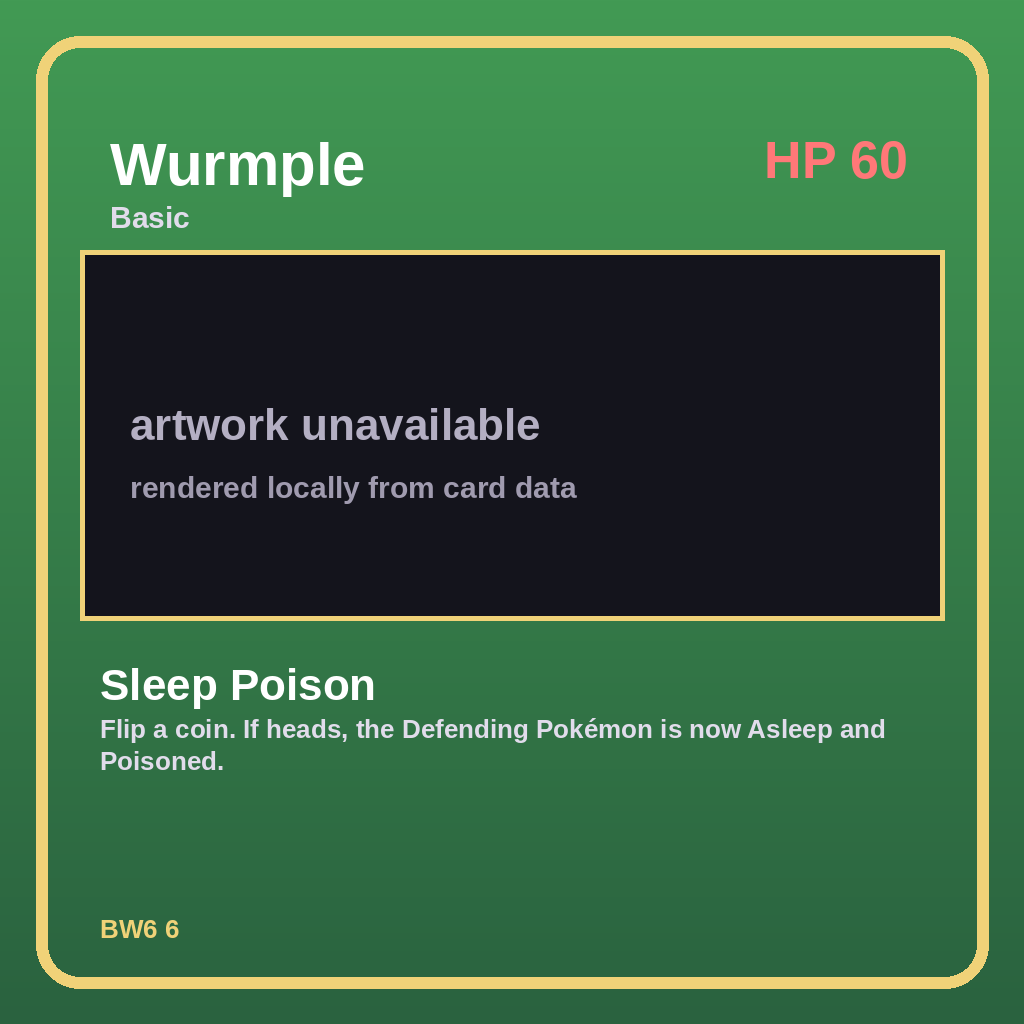 Wurmple
HP 60
Basic
artwork unavailable
rendered locally from card data
Sleep Poison
Flip a coin. If heads, the Defending Pokémon is now Asleep and
Poisoned.
BW6 6